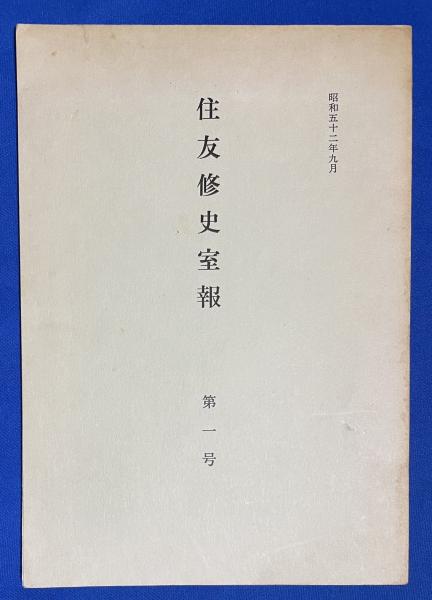 昭和五十二年九月
住友修史室報
第一号